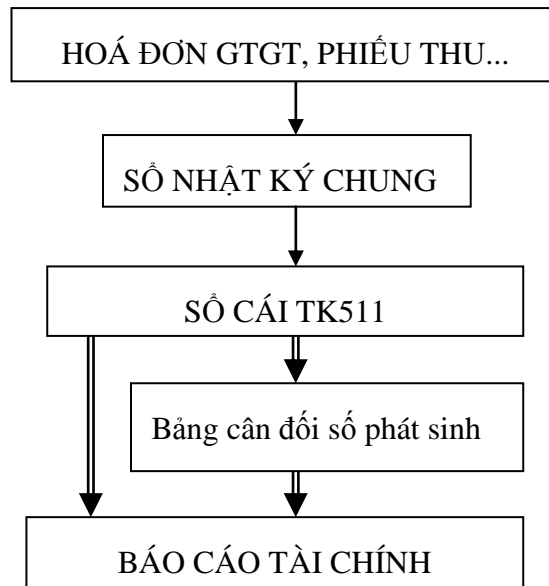 HOÁ ĐƠN GTGT, PHIẾU THU...
SỔ NHẬT KÝ CHUNG
SỔ CÁI TK511
Bảng cân đối số phát sinh
BÁO CÁO TÀI CHÍNH